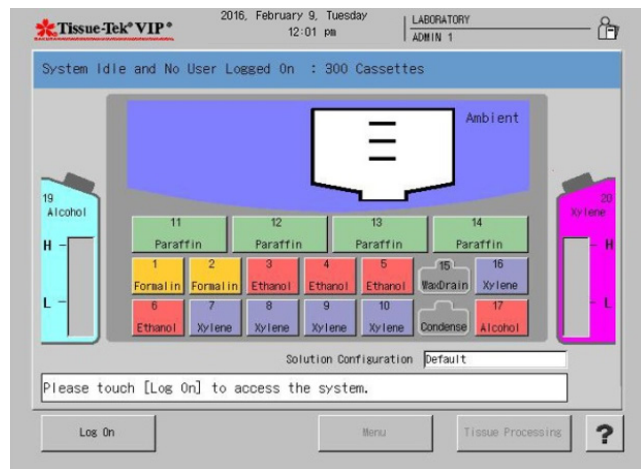 Tissue-Tek® VIP®
2016, February 9, Tuesday
12:01 pm
LABORATORY
ADMIN 1
System Idle and No User Logged On : 300 Cassettes
Ambient
19
Alcohol
H
L
20
Xylene
H
L
11 12 13 14
Paraffin Paraffin Paraffin Paraffin
1 2 3 4 5 15 16
Formalin Formalin Ethanol Ethanol Ethanol WaxDrain Xylene
6 7 8 9 10 17
Ethanol Xylene Xylene Xylene Xylene Condense Alcohol
Solution Configuration Default
Please touch [Log On] to access the system.
Log On Menu Tissue Processing ?